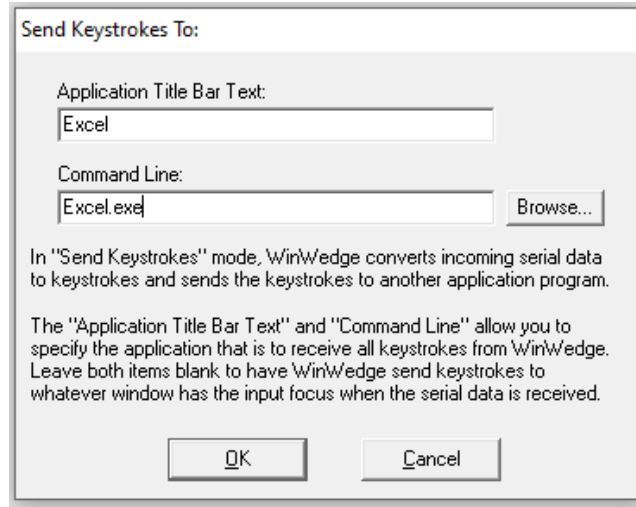 Send Keystrokes To:
Application Title Bar Text:
Excel
Command Line:
Excel.exe
Browse...
In "Send Keystrokes" mode, WinWedge converts incoming serial data
to keystrokes and sends the keystrokes to another application program.
The "Application Title Bar Text" and "Command Line" allow you to
specify the application that is to receive all keystrokes from WinWedge.
Leave both items blank to have WinWedge send keystrokes to
whatever window has the input focus when the serial data is received.
OK
Cancel